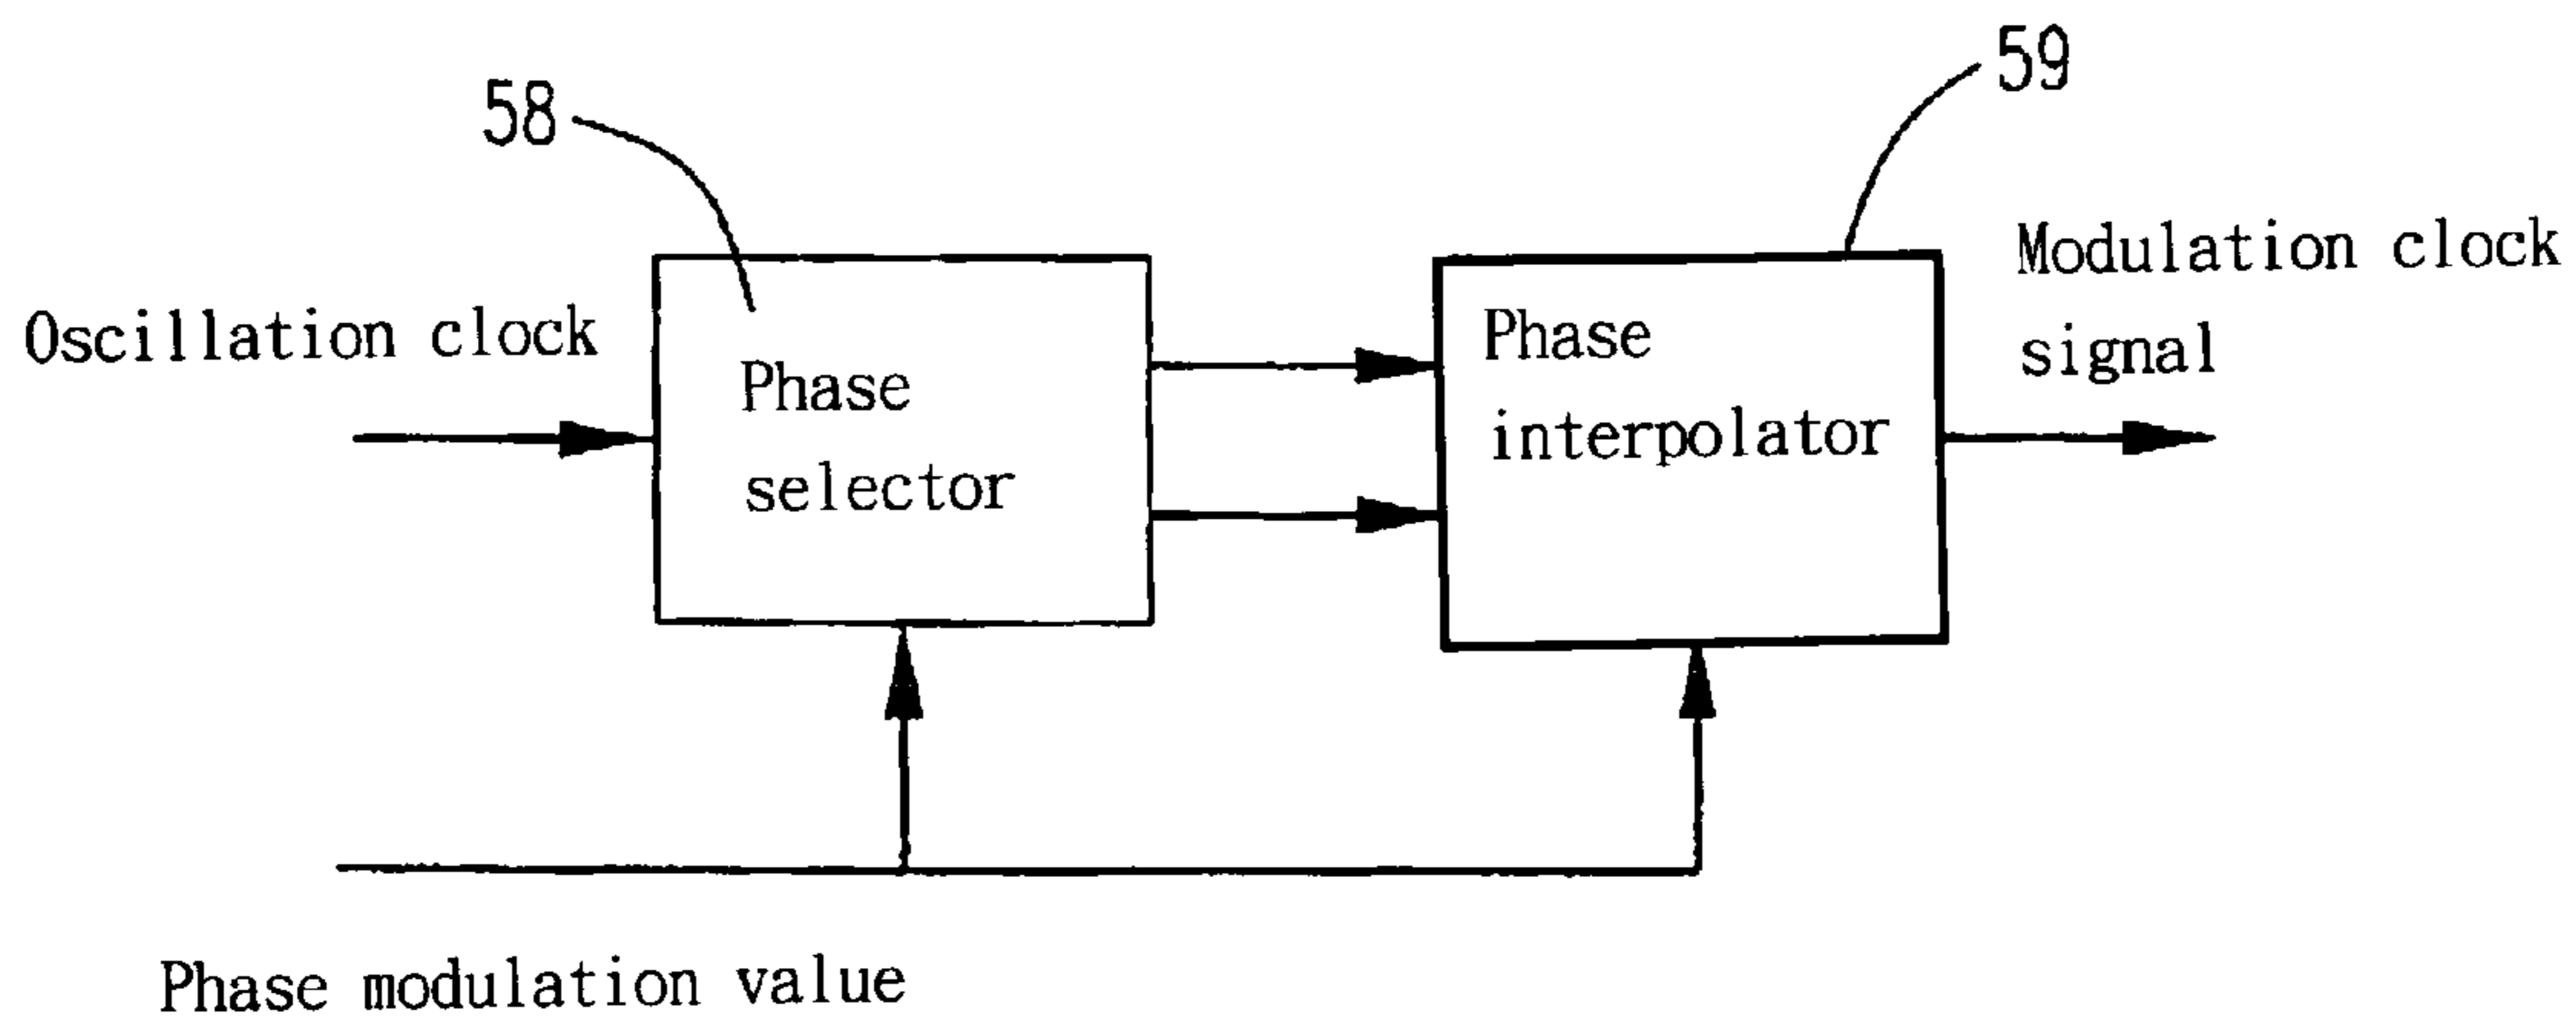 58
59
Oscillation clock
Phase
selector
Phase
interpolator
Modulation clock
signal
Phase modulation value